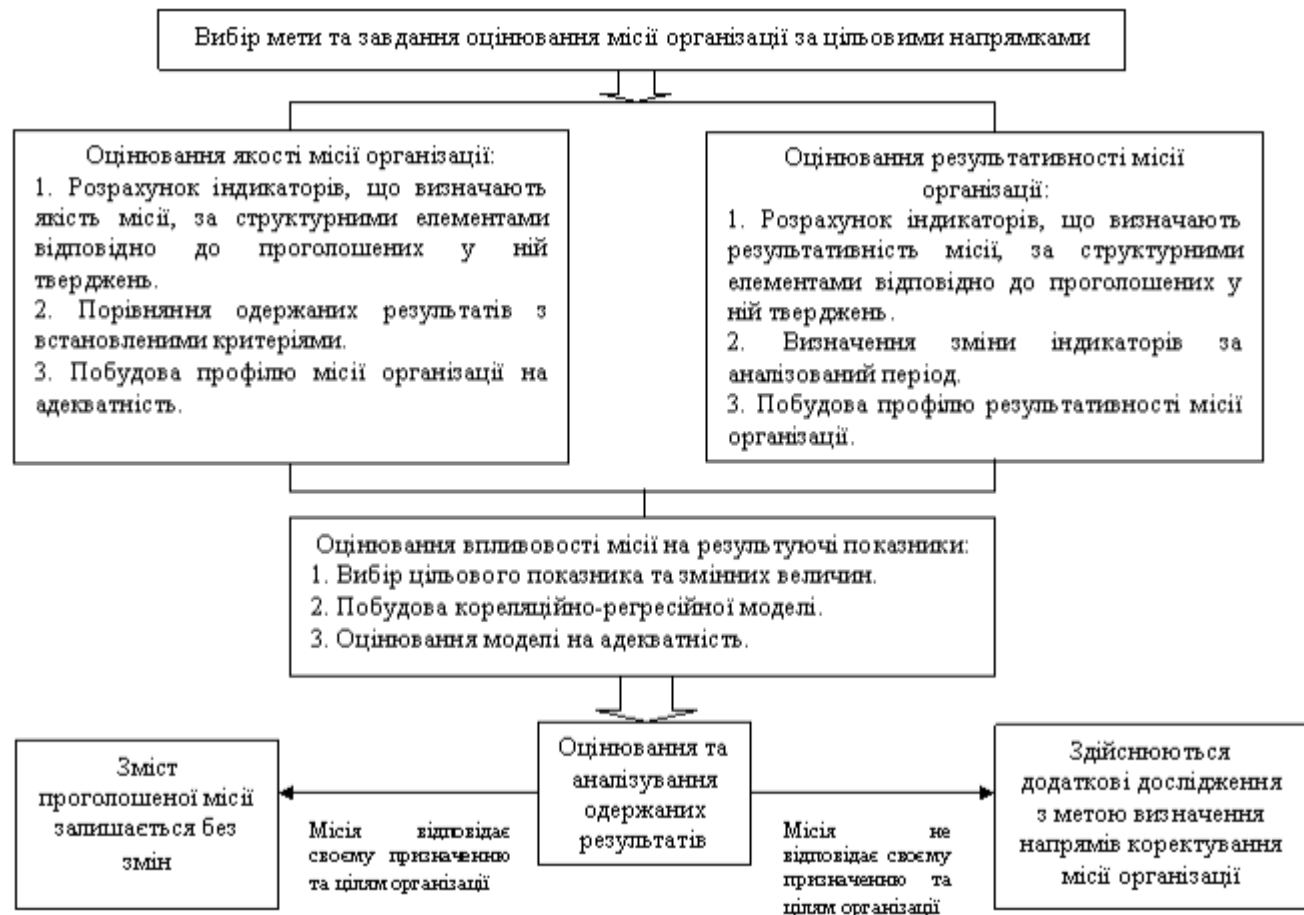 Вибір мети та завдання оцінювання місії організації за цільовими напрямками
Оцінювання якості місії організації:
1. Розрахунок індикаторів, що визначають
якість місії, за структурними елементами
відповідно до проголошених у ній
тверджень.
2. Порівняння одержаних результатів з
встановленими критеріями.
3. Побудова профілю місії організації на
адекватність.
Оцінювання результативності місії
організації:
1. Розрахунок індикаторів, що визначають
результативність місії, за структурними
елементами відповідно до проголошених у
ній тверджень.
2. Визначення зміни індикаторів за
аналізований період.
3. Побудова профілю результативності місії
організації.
Оцінювання впливовості місії на результуючі показники:
1. Вибір цільового показника та змінних величин.
2. Побудова кореляційно-регресійної моделі.
3. Оцінювання моделі на адекватність.
Зміст
проголошеної місії
залишається без
змін
Місія відповідає
своєму призначенню
та цілям організації
Оцінювання та
аналізування
одержаних
результатів
Місія не
відповідає своєму
призначенню та
цілям організації
Здійснюються
додаткові дослідження
з метою визначення
напрямів коректування
місії організації